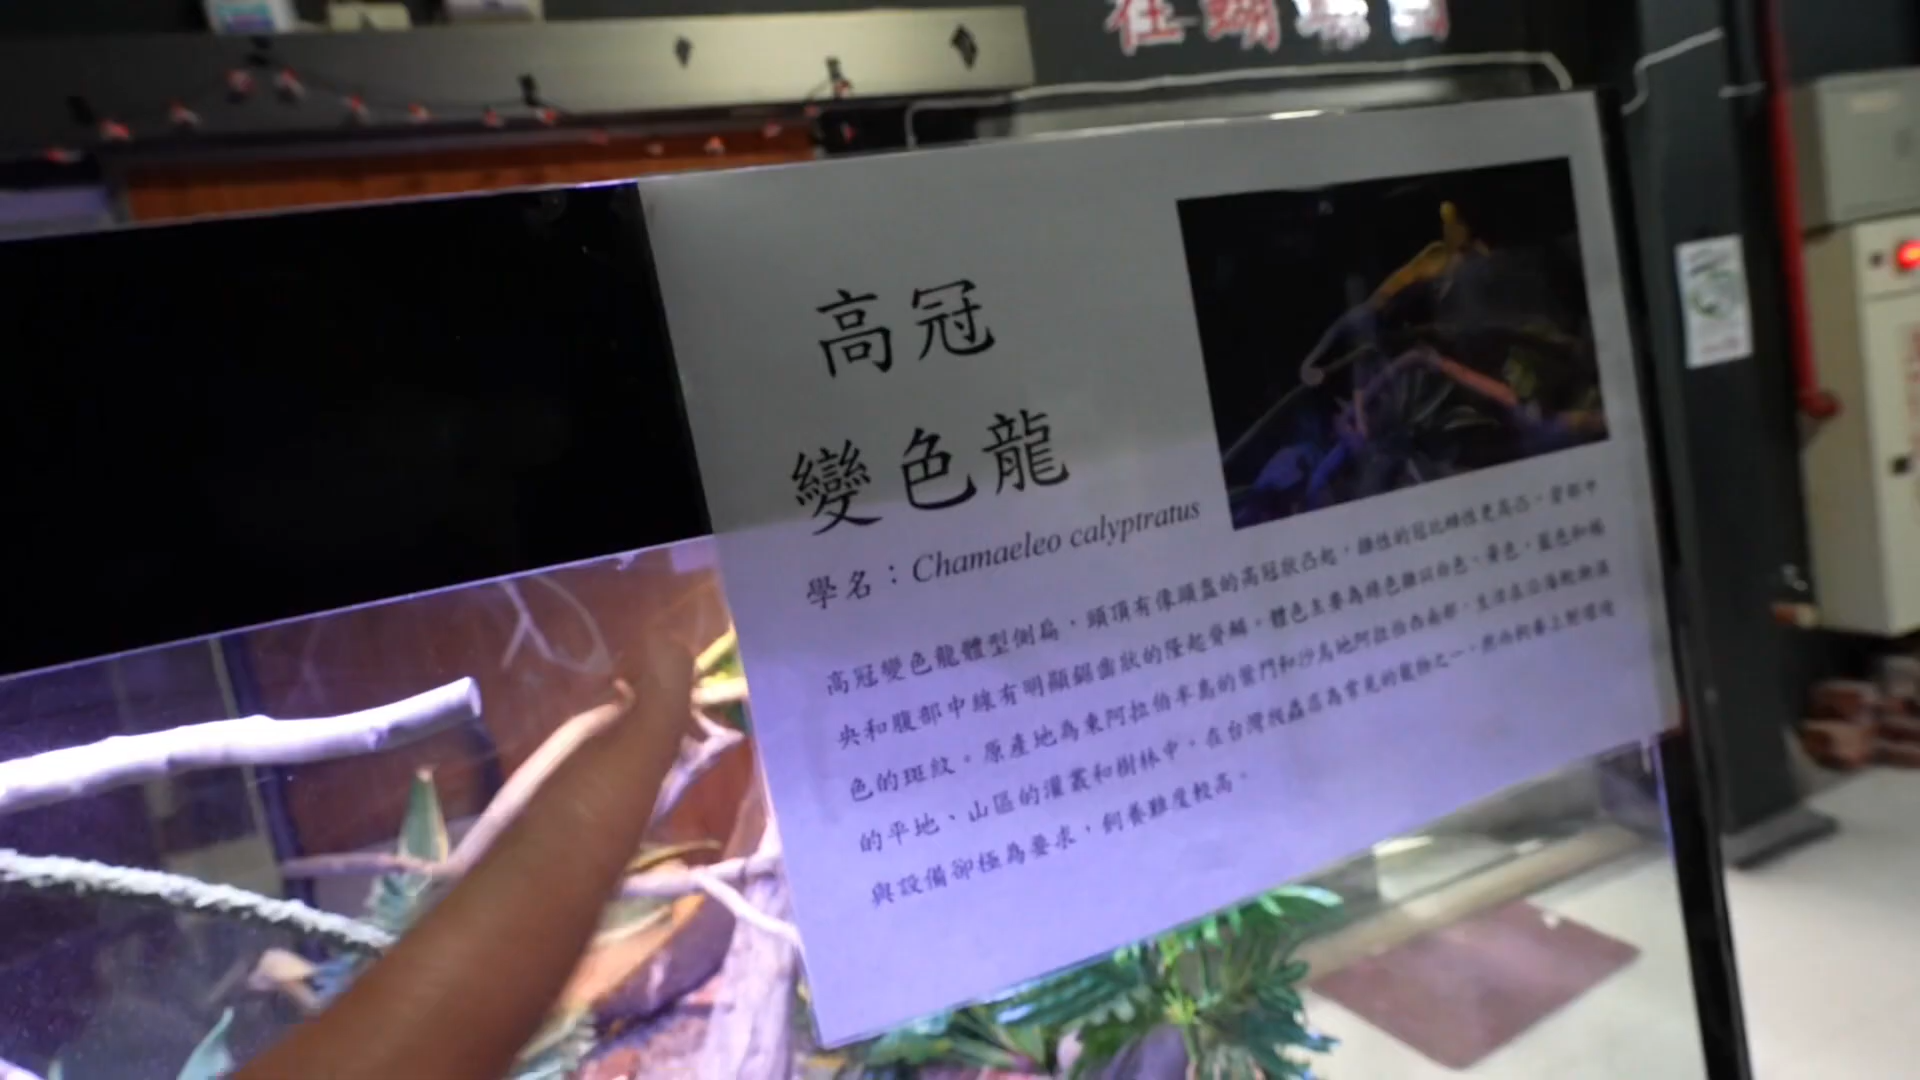 高冠
變色龍
學名：Chamaeleo calyptratus
高冠變色龍體型側扁，頭頂有像頭盔的高冠狀凸起，雄性的冠比雌性更高凸，背部中
央和腹部中線有明顯鋸齒狀的隆起脊鱗。體色主要為綠色雜以白色、黃色、藍色和褐
色的斑紋。原產地為東阿拉伯半島的葉門和沙烏地阿拉伯西南部，生活在沿海較潮濕
的平地、山區的灌叢和樹林中。在台灣爬蟲店為常見的寵物之一，然而飼養上對環境
與設備卻極為要求，飼養難度較高。